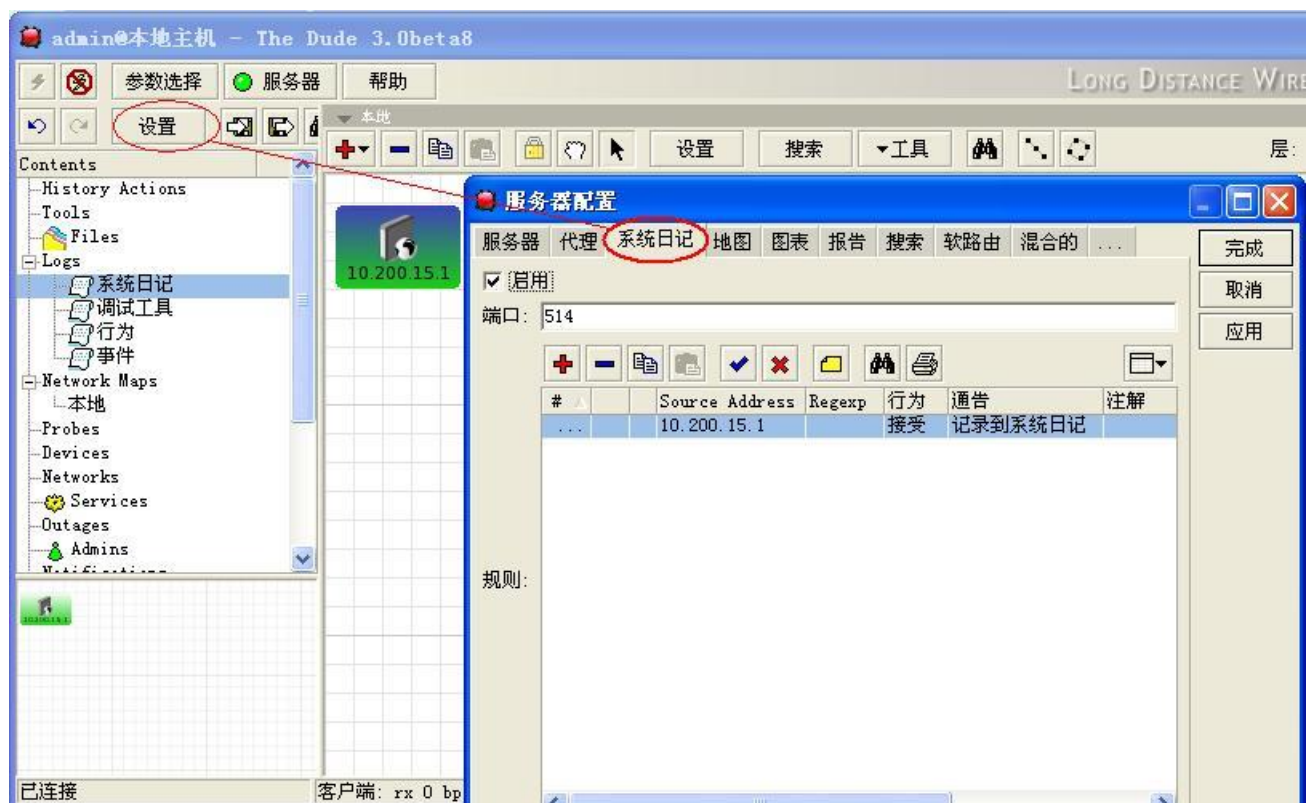 admin@本地主机 - The Dude 3.0beta8
参数选择 服务器 帮助 LONG DISTANCE WIRE
设置 本地
设置 搜索 工具 层:
Contents
History Actions
Tools
Files
Logs
系统日记
调试工具
行为
事件
Network Maps
本地
Probes
Devices
Networks
Services
Outages
Admins
10.200.15.1
服务器配置
服务器 代理 系统日记 地图 图表 报告 搜索 软路由 混合的 ...
完成
取消
应用
启用
端口: 514
# Source Address Regexp 行为 通告 注解
... 10.200.15.1 接受 记录到系统日记
规则:
已连接 客户端: rx 0 bp